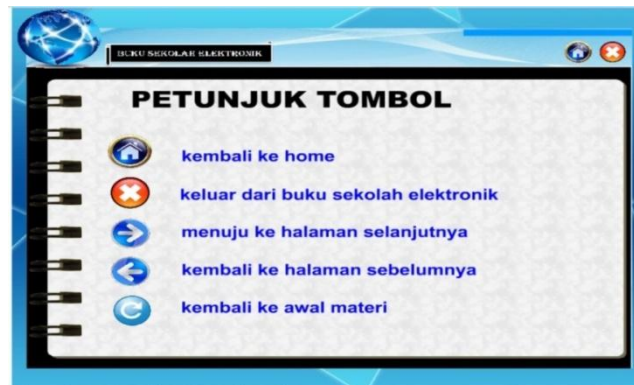 BUKU SEKOLAH ELEKTRONIK
PETUNJUK TOMBOL
kembali ke home
keluar dari buku sekolah elektronik
menuju ke halaman selanjutnya
kembali ke halaman sebelumnya
kembali ke awal materi